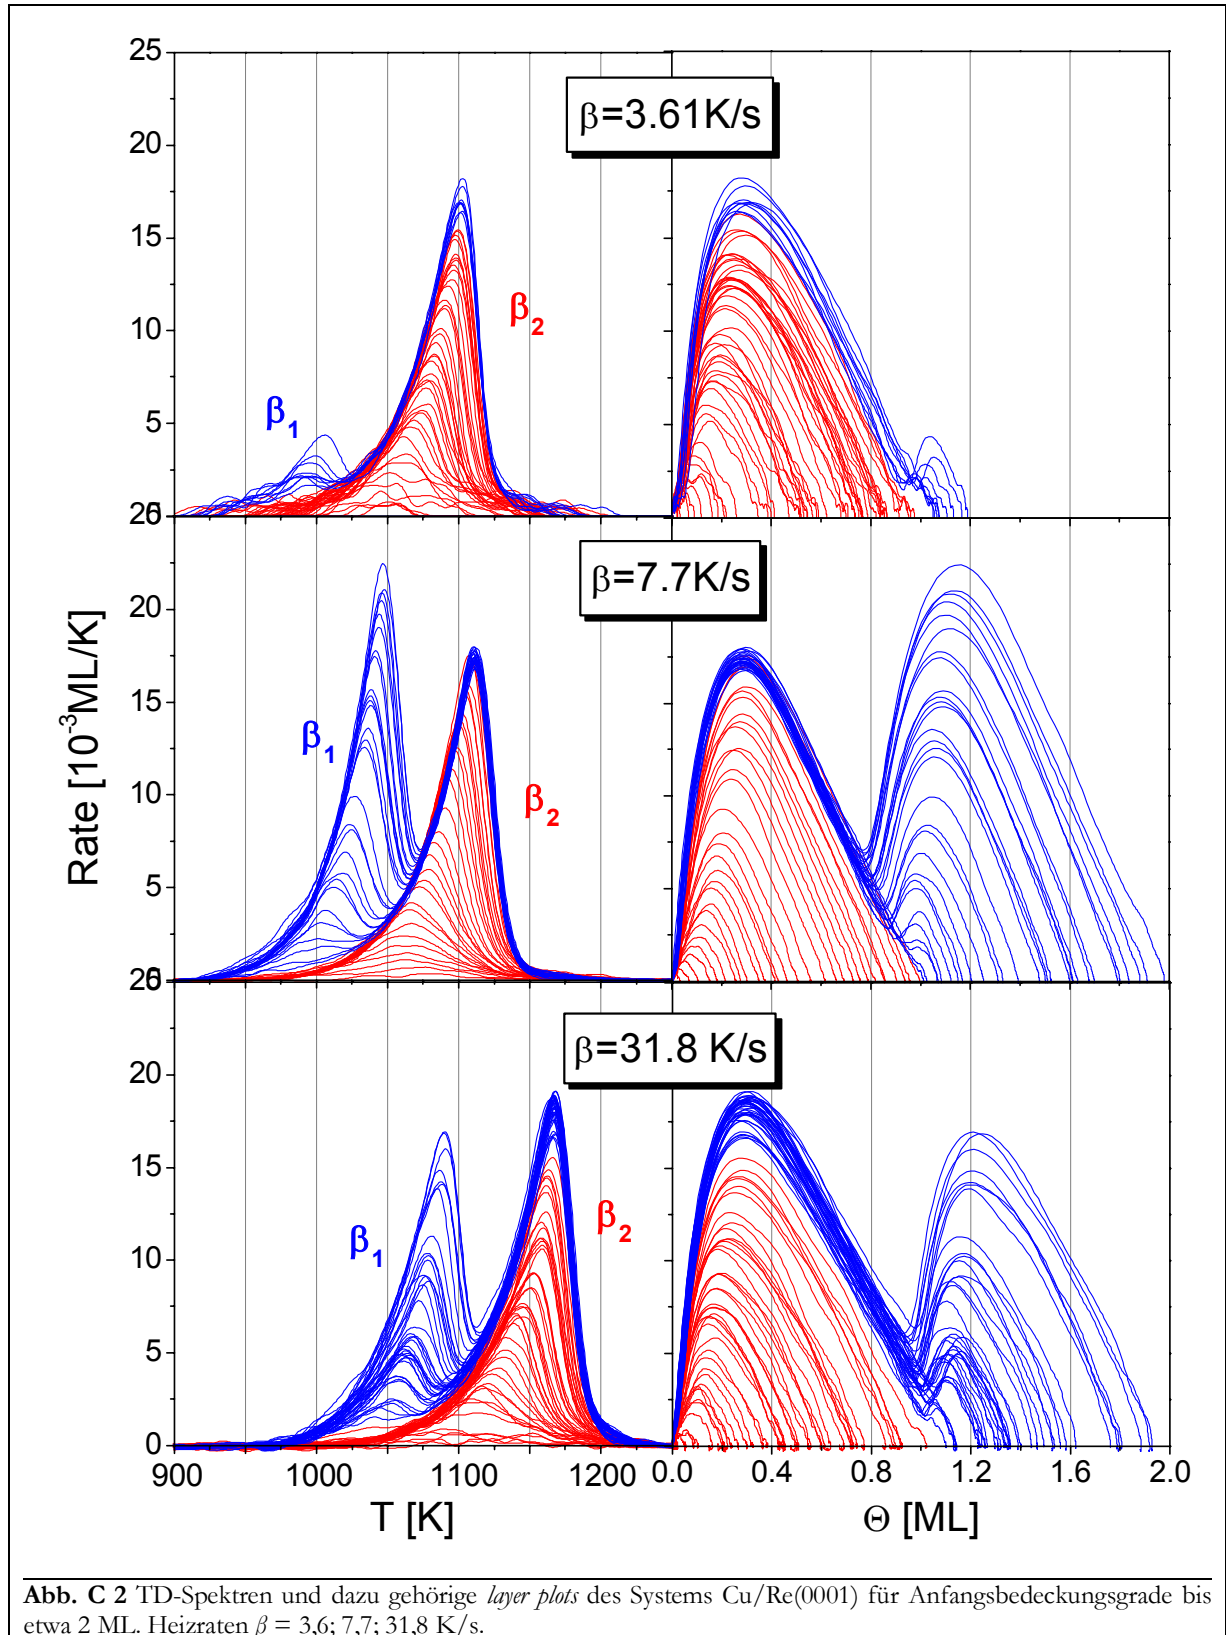 25
20
15
10
5
β=3.61K/s
β₁
β₂
20
15
10
5
β=7.7K/s
β₁
β₂
Rate [10⁻³ML/K]
20
15
10
5
0
β=31.8 K/s
β₁
β₂
900 1000 1100 1200 0.0 0.4 0.8 1.2 1.6 2.0
T [K] Θ [ML]
Abb. C 2 TD-Spektren und dazu gehörige layer plots des Systems Cu/Re(0001) für Anfangsbedeckungsgrade bis
etwa 2 ML. Heizraten β = 3,6; 7,7; 31,8 K/s.